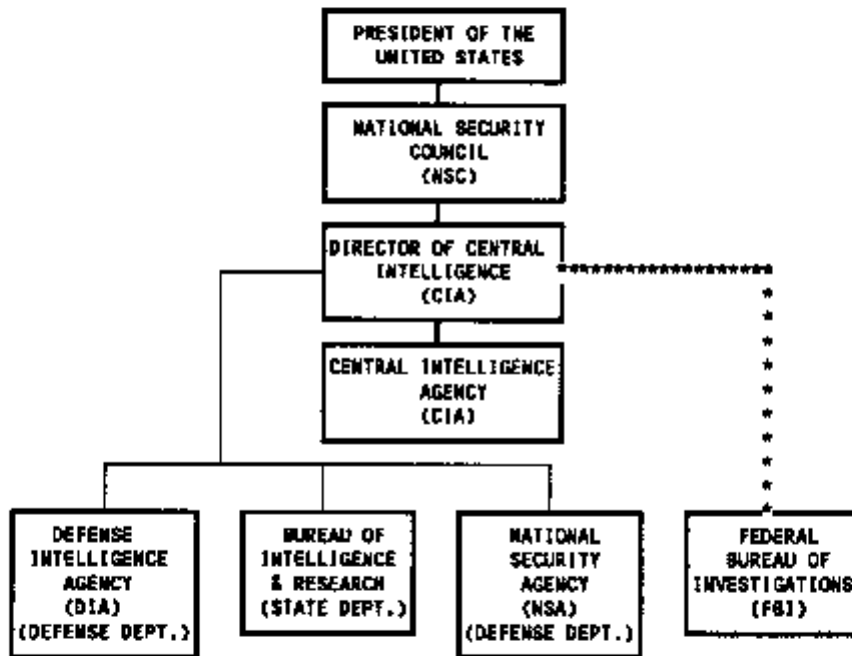 PRESIDENT OF THE
UNITED STATES
NATIONAL SECURITY
COUNCIL
(NSC)
DIRECTOR OF CENTRAL
INTELLIGENCE
(CIA)
CENTRAL INTELLIGENCE
AGENCY
(CIA)
DEFENSE
INTELLIGENCE
AGENCY
(DIA)
(DEFENSE DEPT.)
BUREAU OF
INTELLIGENCE
& RESEARCH
(STATE DEPT.)
NATIONAL
SECURITY
AGENCY
(NSA)
(DEFENSE DEPT.)
FEDERAL
BUREAU OF
INVESTIGATIONS
(FBI)